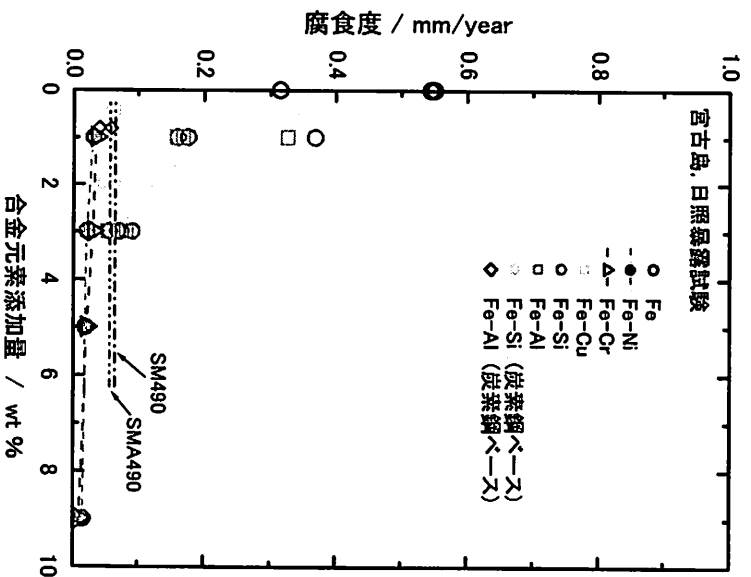 宮古島, 日照暴露試験
Fe
Fe-Ni
Fe-Cr
Fe-Cu
Fe-Si
Fe-Al
Fe-Si (炭素鋼ベース)
Fe-Al (炭素鋼ベース)
SM490
SMA490
腐食度 / mm/year
1.0
0.8
0.6
0.4
0.2
0.0
0
2
4
6
8
10
合金元素添加量 / wt %